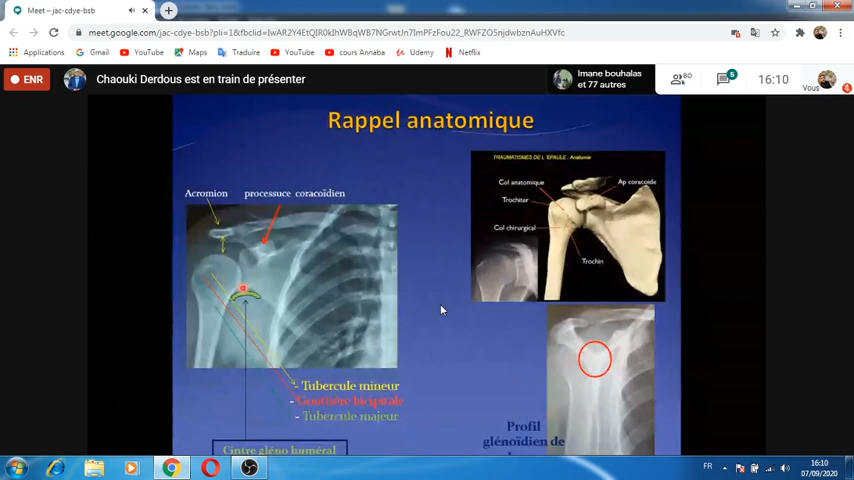 Meet – jac-cdye-bsb
meet.google.com/jac-cdye-bsb?pli=1&fbclid=IwAR2Y4EtQIR0kIhWBqWB7NGrwtJn7ImPFzFou22_RWFZO5njdwbznAuHXVfc
Applications
Gmail
YouTube
Maps
Traduire
YouTube
cours Annaba
Udemy
Netflix
ENR
Chaouki Derdous est en train de présenter
Imane bouhalas
et 77 autres
80
5
16:10
Vous
Rappel anatomique
Acromion
processuce coracoïdien
TRAUMATISMES DE L'EPAULE : Anatomie
Col anatomique
Ap coracoide
Trochiter
Col chirurgical
Trochin
- Tubercule mineur
- Gouttière bicipitale
- Tubercule majeur
Cintre gléno huméral
Profil
glénoïdien de
FR
16:10
07/09/2020